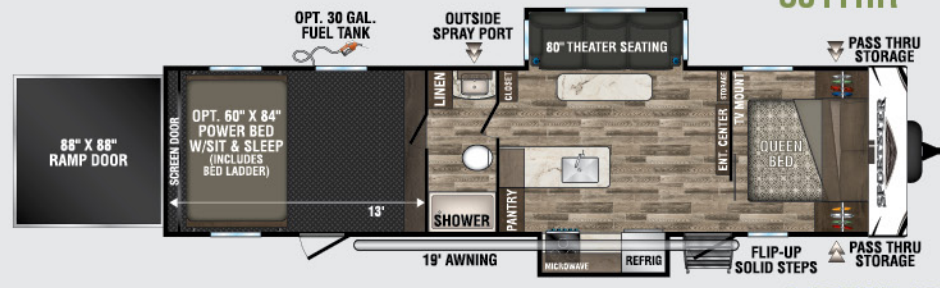 OPT. 30 GAL.
FUEL TANK
OUTSIDE
SPRAY PORT
80" THEATER SEATING
PASS THRU
STORAGE
88" X 88"
RAMP DOOR
SCREEN DOOR
OPT. 60" X 84"
POWER BED
W/SIT & SLEEP
(INCLUDES
BED LADDER)
13'
LINEN
CLOSET
SHOWER
PANTRY
STORAGE
TV MOUNT
ENT. CENTER
QUEEN
BED
SPORTSTER
19' AWNING
MICROWAVE
REFRIG
FLIP-UP
SOLID STEPS
PASS THRU
STORAGE